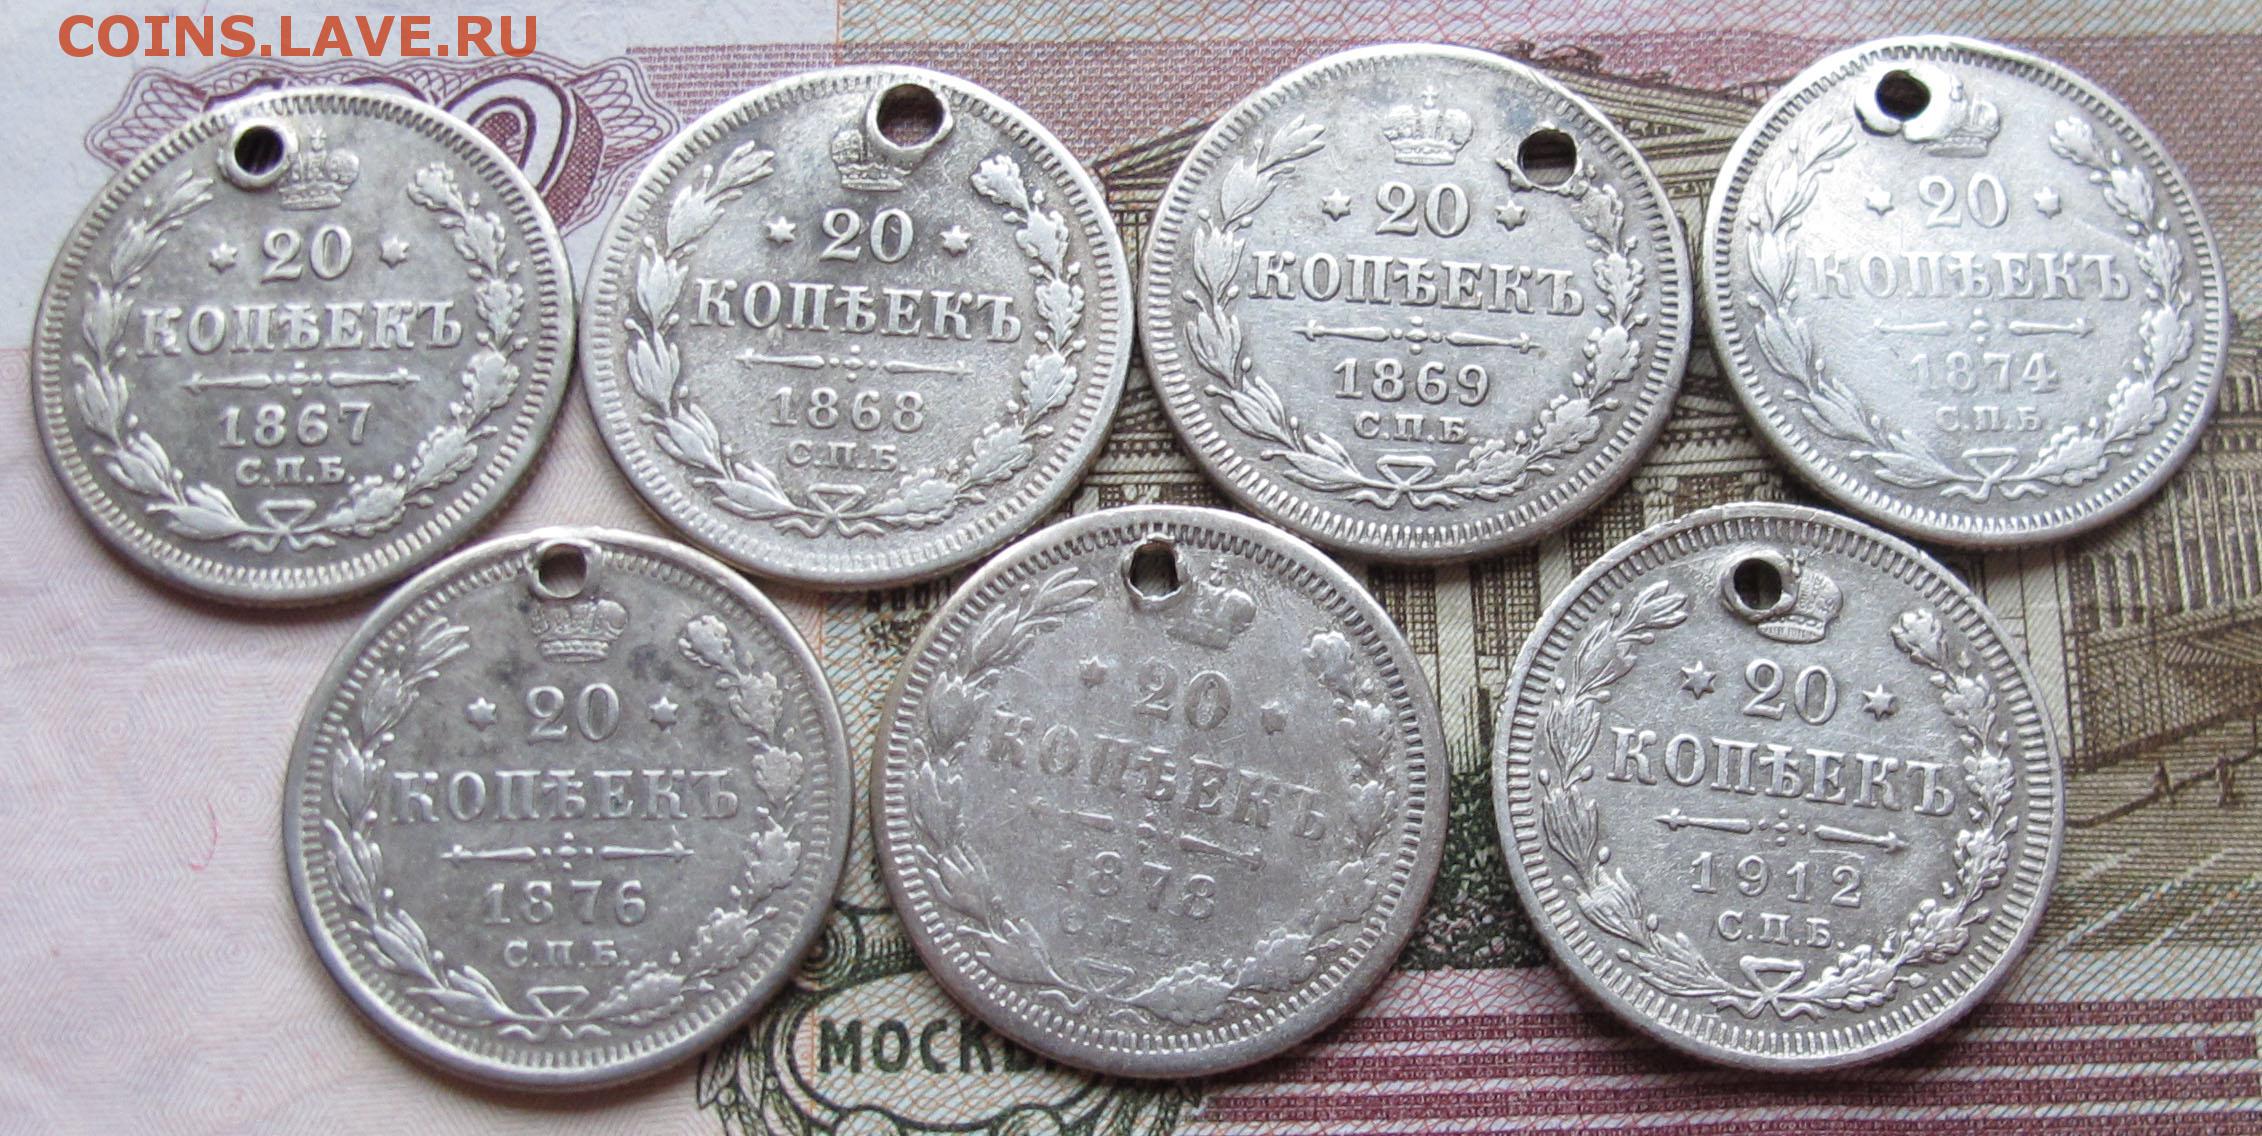 COINS.LAVE.RU
20
КОПѢЕКЪ
1867
С.П.Б.
20
КОПѢЕКЪ
1868
С.П.Б.
20
КОПѢЕКЪ
1869
С.П.Б.
20
КОПѢЕКЪ
1874
С.П.Б.
20
КОПѢЕКЪ
1876
С.П.Б.
20
КОПѢЕКЪ
1878
С.П.Б.
20
КОПѢЕКЪ
1912
С.П.Б.
МОСКВ